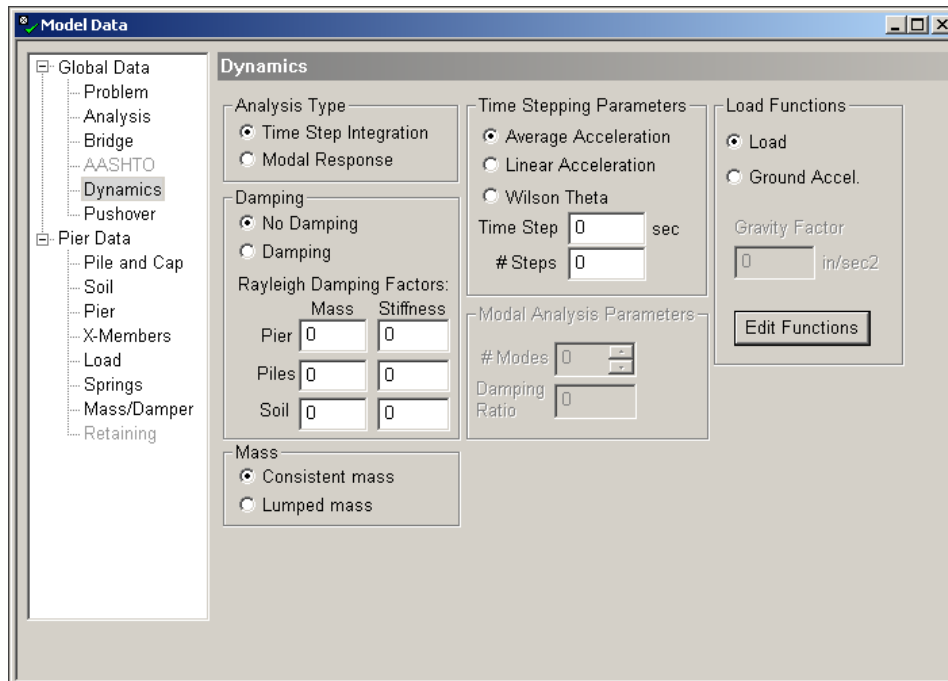 Model Data
Global Data
Problem
Analysis
Bridge
AASHTO
Dynamics
Pushover
Pier Data
Pile and Cap
Soil
Pier
X-Members
Load
Springs
Mass/Damper
Retaining
Dynamics
Analysis Type
Time Step Integration
Modal Response
Damping
No Damping
Damping
Rayleigh Damping Factors:
Mass Stiffness
Pier 0 0
Piles 0 0
Soil 0 0
Mass
Consistent mass
Lumped mass
Time Stepping Parameters
Average Acceleration
Linear Acceleration
Wilson Theta
Time Step 0 sec
# Steps 0
Modal Analysis Parameters
# Modes 0
Damping
Ratio 0
Load Functions
Load
Ground Accel.
Gravity Factor
0 in/sec2
Edit Functions